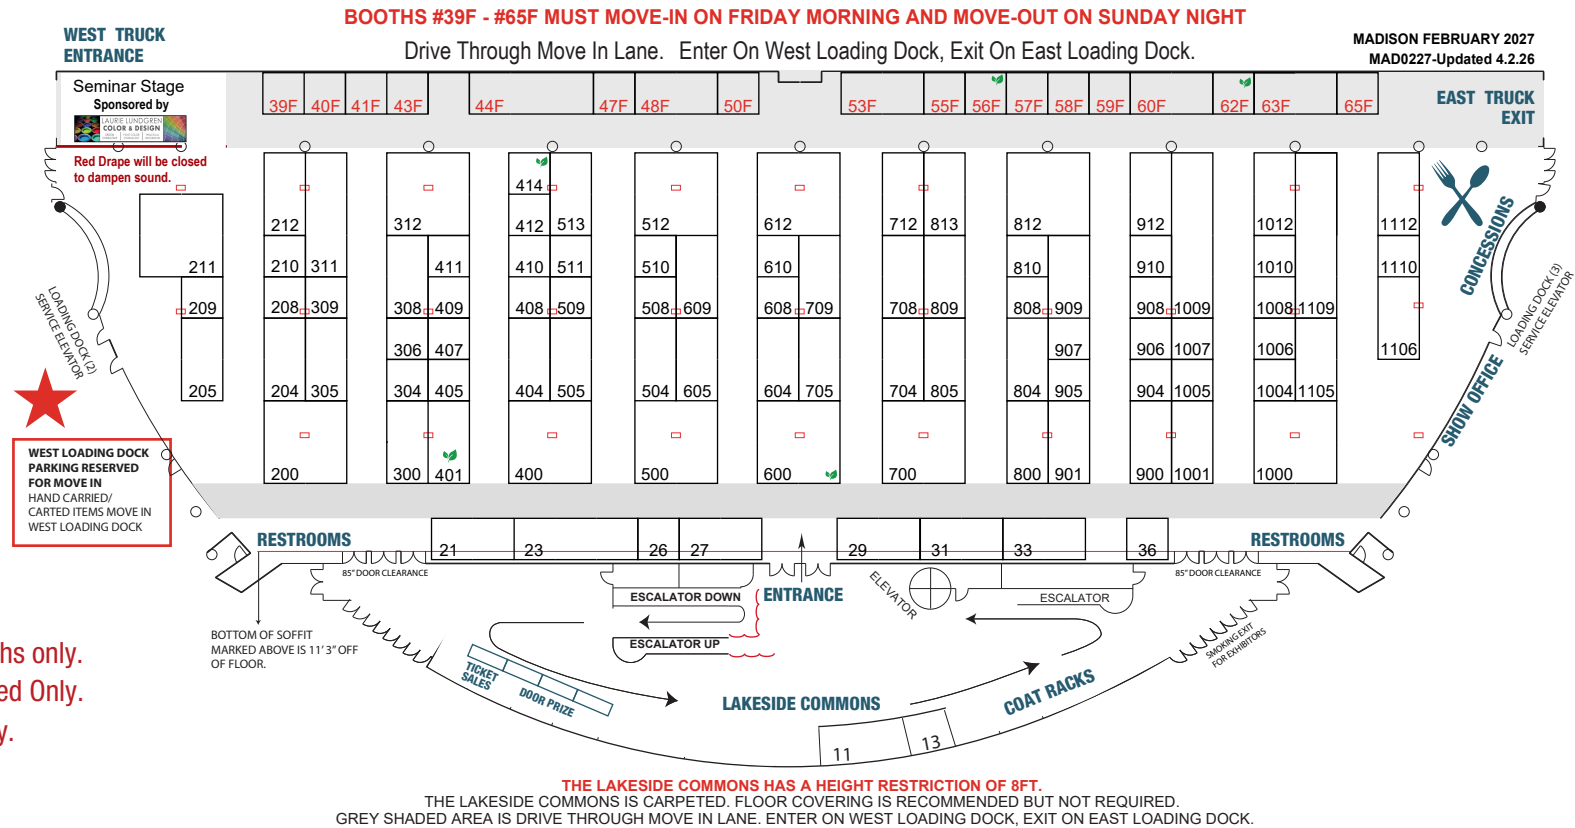 BOOTHS #39F - #65F MUST MOVE-IN ON FRIDAY MORNING AND MOVE-OUT ON SUNDAY NIGHT
Drive Through Move In Lane. Enter On West Loading Dock, Exit On East Loading Dock.
WEST TRUCK
ENTRANCE
MADISON FEBRUARY 2027
MAD0227-Updated 4.2.26
Seminar Stage
Sponsored by
LAURIE LUNDGREN
COLOR & DESIGN
Red Drape will be closed
to dampen sound.
39F 40F 41F 43F 44F 47F 48F 50F 53F 55F 56F 57F 58F 59F 60F 62F 63F 65F
EAST TRUCK
EXIT
414
212 312 412 513 512 612 712 813 812 912 1012 1112
211 210 311 411 410 511 510 610 810 910 1010 1110
209 208 309 308 409 408 509 508 609 608 709 708 809 808 909 908 1009 1008 1109
306 407 907 906 1007 1006 1106
205 204 305 304 405 404 505 504 605 604 705 704 805 804 905 904 1005 1004 1105
200 300 401 400 500 600 700 800 901 900 1001 1000
CONCESSIONS
LOADING DOCK (2)
SERVICE ELEVATOR
LOADING DOCK (3)
SERVICE ELEVATOR
SHOW OFFICE
WEST LOADING DOCK
PARKING RESERVED
FOR MOVE IN
HAND CARRIED/
CARTED ITEMS MOVE IN
WEST LOADING DOCK
RESTROOMS
21 23 26 27 29 31 33 36
RESTROOMS
85" DOOR CLEARANCE
85" DOOR CLEARANCE
ESCALATOR DOWN
ENTRANCE
ELEVATOR
ESCALATOR
ESCALATOR UP
BOTTOM OF SOFFIT
MARKED ABOVE IS 11' 3" OFF
OF FLOOR.
SMOKING EXIT
FOR EXHIBITORS
hs only.
ed Only.
y.
TICKET
SALES
DOOR PRIZE
LAKESIDE COMMONS
COAT RACKS
11 13
THE LAKESIDE COMMONS HAS A HEIGHT RESTRICTION OF 8FT.
THE LAKESIDE COMMONS IS CARPETED. FLOOR COVERING IS RECOMMENDED BUT NOT REQUIRED.
GREY SHADED AREA IS DRIVE THROUGH MOVE IN LANE. ENTER ON WEST LOADING DOCK, EXIT ON EAST LOADING DOCK.